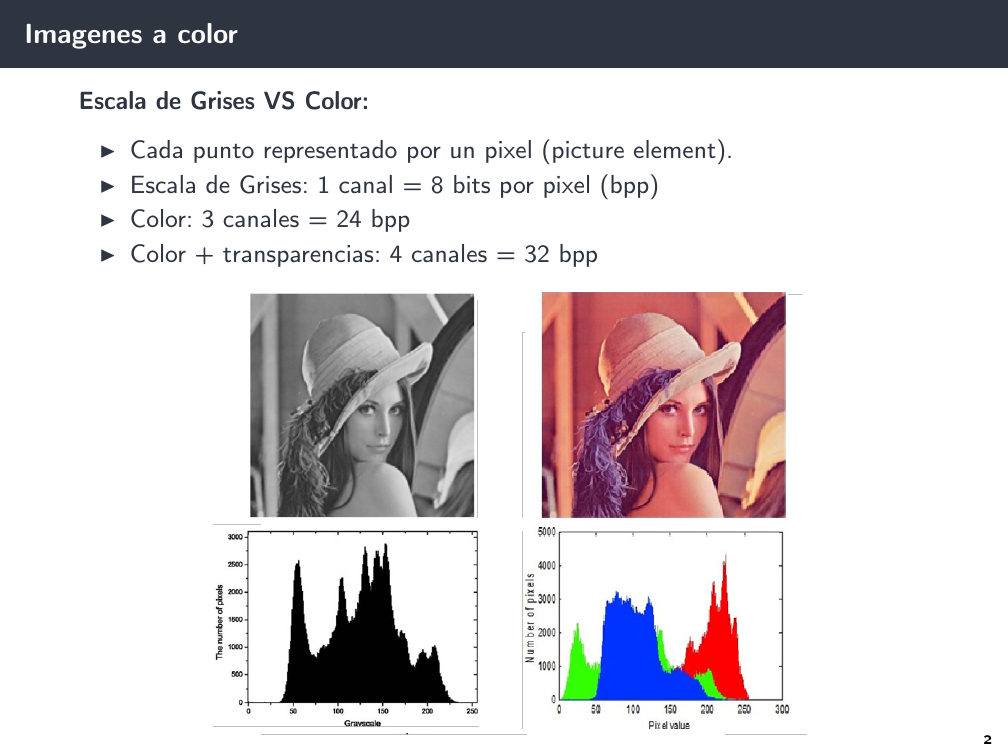 Imagenes a color
Escala de Grises VS Color:
► Cada punto representado por un pixel (picture element).
► Escala de Grises: 1 canal = 8 bits por pixel (bpp)
► Color: 3 canales = 24 bpp
► Color + transparencias: 4 canales = 32 bpp
The number of pixels
3000
2500
2000
1500
1000
500
0
0 50 100 150 200 250
Grayscale
Number of pixels
5000
4000
3000
2000
1000
0
0 50 100 150 200 250 300
Pixel value
2